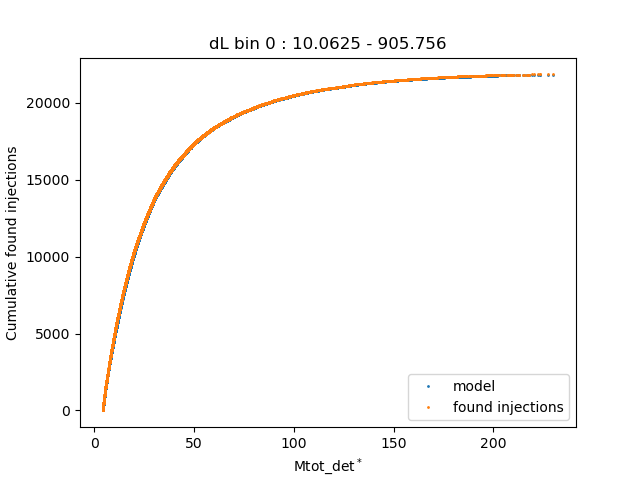 dL bin 0 : 10.0625 - 905.756
Cumulative found injections
20000
15000
10000
5000
0
model
found injections
0 50 100 150 200
Mtot_det*